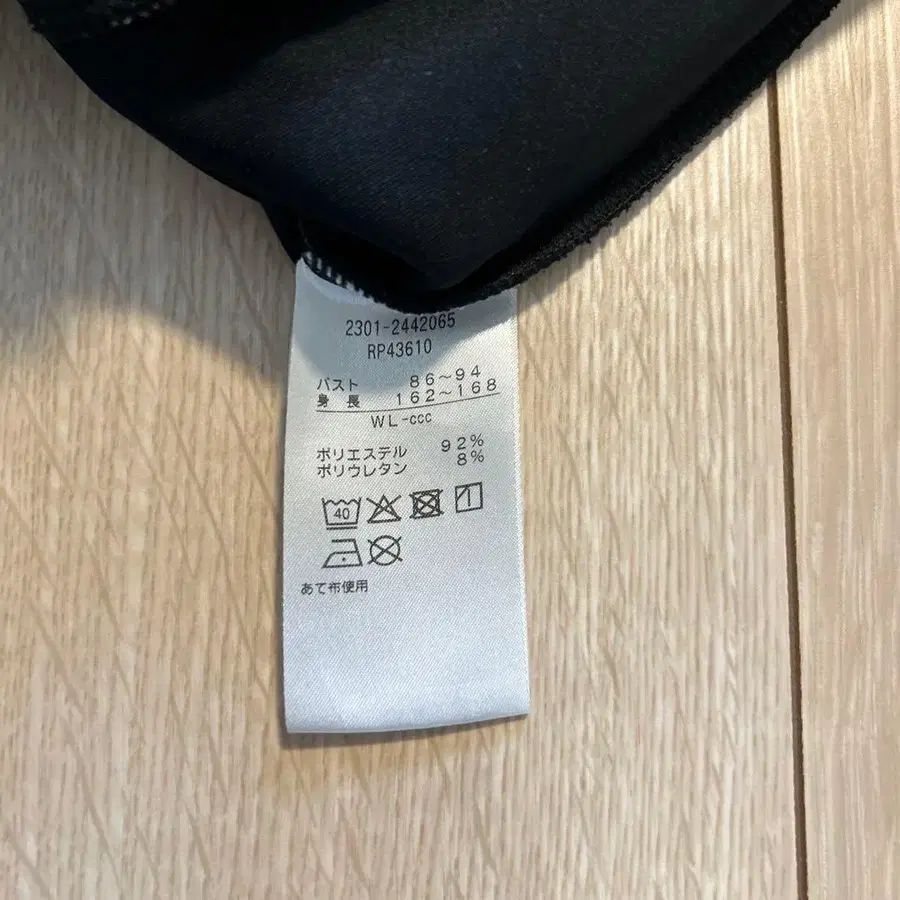 2301-2442065
RP43610
バスト 86～94
身長 162～168
WL-ccc
ポリエステル 92%
ポリウレタン 8%
40
あて布使用